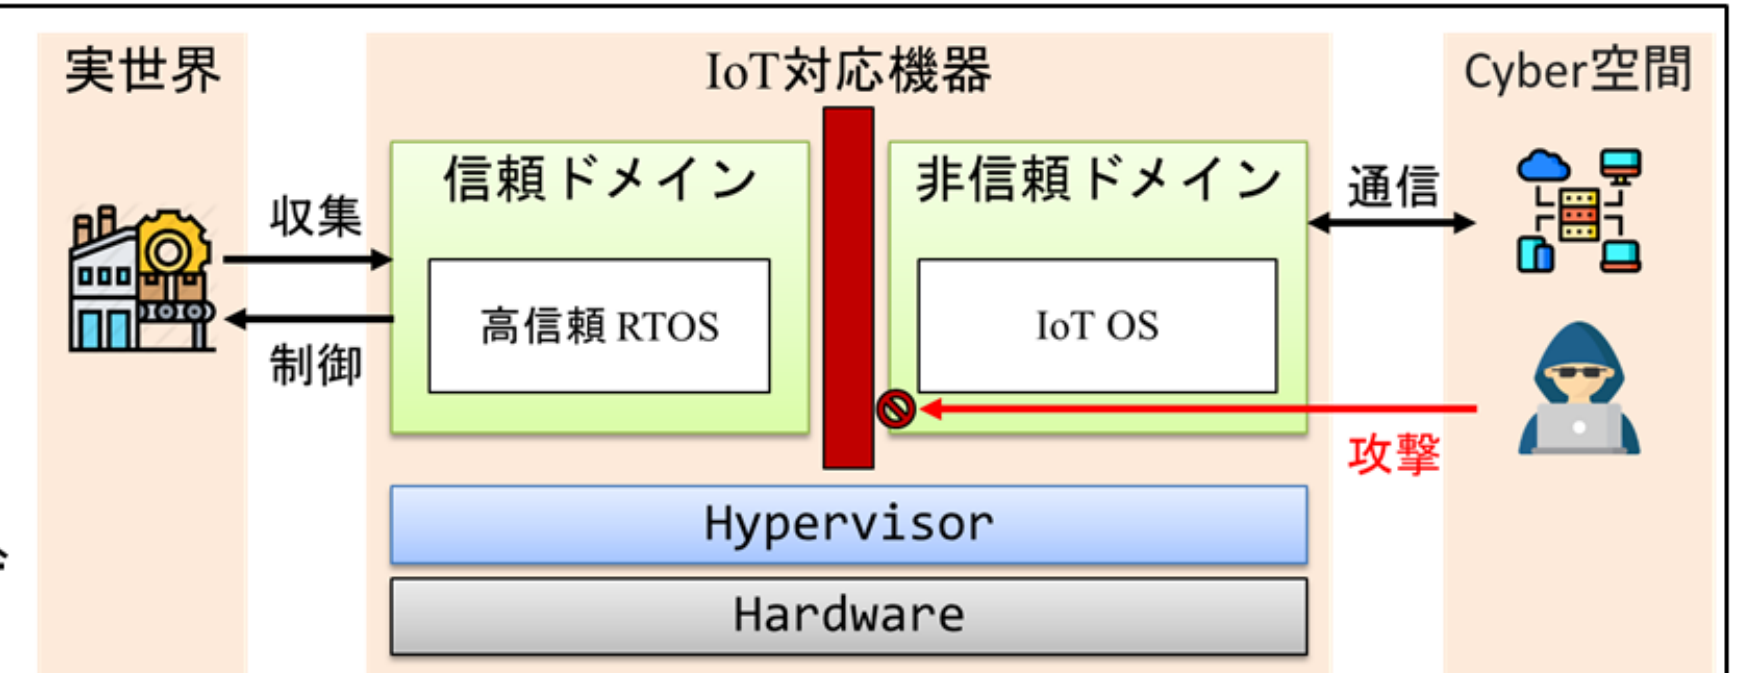 実世界
IoT対応機器
Cyber空間
信頼ドメイン
非信頼ドメイン
収集
通信
高信頼 RTOS
IoT OS
制御
攻撃
Hypervisor
Hardware